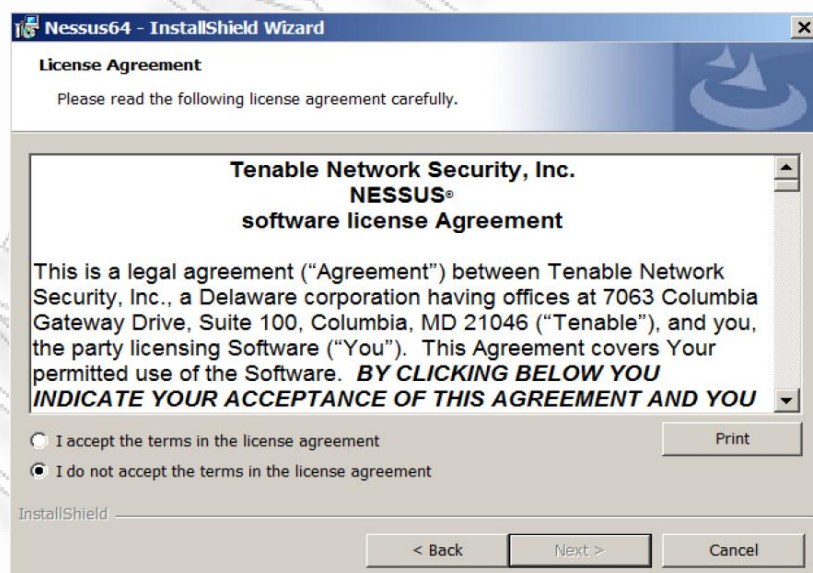 Nessus64 - InstallShield Wizard
License Agreement
Please read the following license agreement carefully.
Tenable Network Security, Inc.
NESSUS®
software license Agreement
This is a legal agreement (“Agreement”) between Tenable Network
Security, Inc., a Delaware corporation having offices at 7063 Columbia
Gateway Drive, Suite 100, Columbia, MD 21046 (“Tenable”), and you,
the party licensing Software (“You”).  This Agreement covers Your
permitted use of the Software.  BY CLICKING BELOW YOU
INDICATE YOUR ACCEPTANCE OF THIS AGREEMENT AND YOU
I accept the terms in the license agreement
Print
I do not accept the terms in the license agreement
InstallShield
< Back
Next >
Cancel